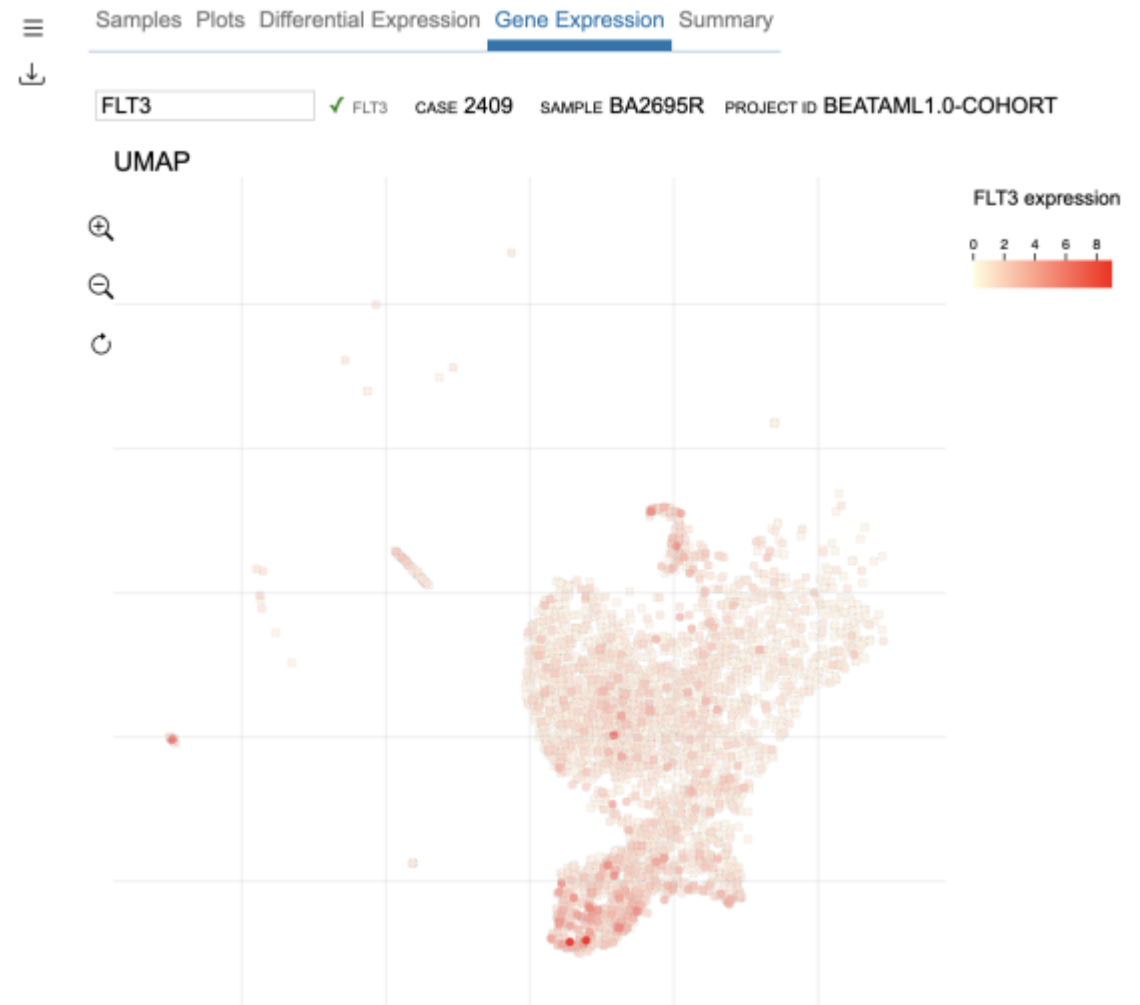 Samples Plots Differential Expression Gene Expression Summary
FLT3 ✓ FLT3 CASE 2409 SAMPLE BA2695R PROJECT ID BEATAML1.0-COHORT
UMAP
FLT3 expression
0 2 4 6 8